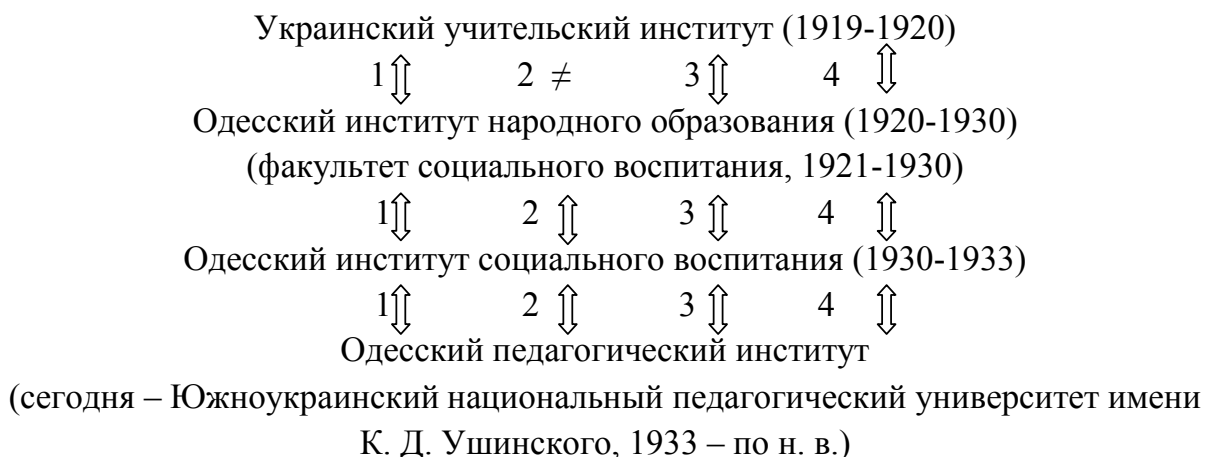 Украинский учительский институт (1919-1920)
1⇕ 2 ≠ 3⇕ 4 ⇕
Одесский институт народного образования (1920-1930)
(факультет социального воспитания, 1921-1930)
1⇕ 2 ⇕ 3 ⇕ 4 ⇕
Одесский институт социального воспитания (1930-1933)
1⇕ 2 ⇕ 3 ⇕ 4 ⇕
Одесский педагогический институт
(сегодня – Южноукраинский национальный педагогический университет имени
К. Д. Ушинского, 1933 – по н. в.)